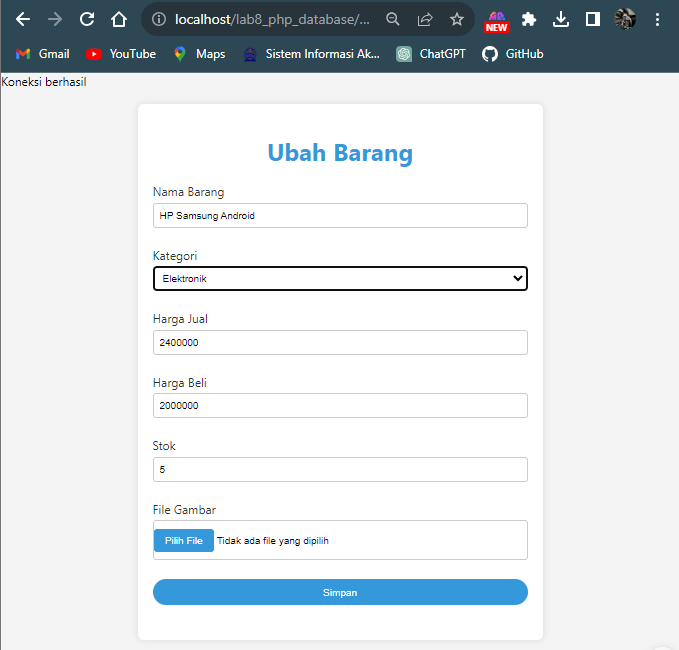 localhost/lab8_php_database/...
NEW
Gmail YouTube Maps Sistem Informasi Ak... ChatGPT GitHub
Koneksi berhasil
Ubah Barang
Nama Barang
HP Samsung Android
Kategori
Elektronik
Harga Jual
2400000
Harga Beli
2000000
Stok
5
File Gambar
Pilih File Tidak ada file yang dipilih
Simpan